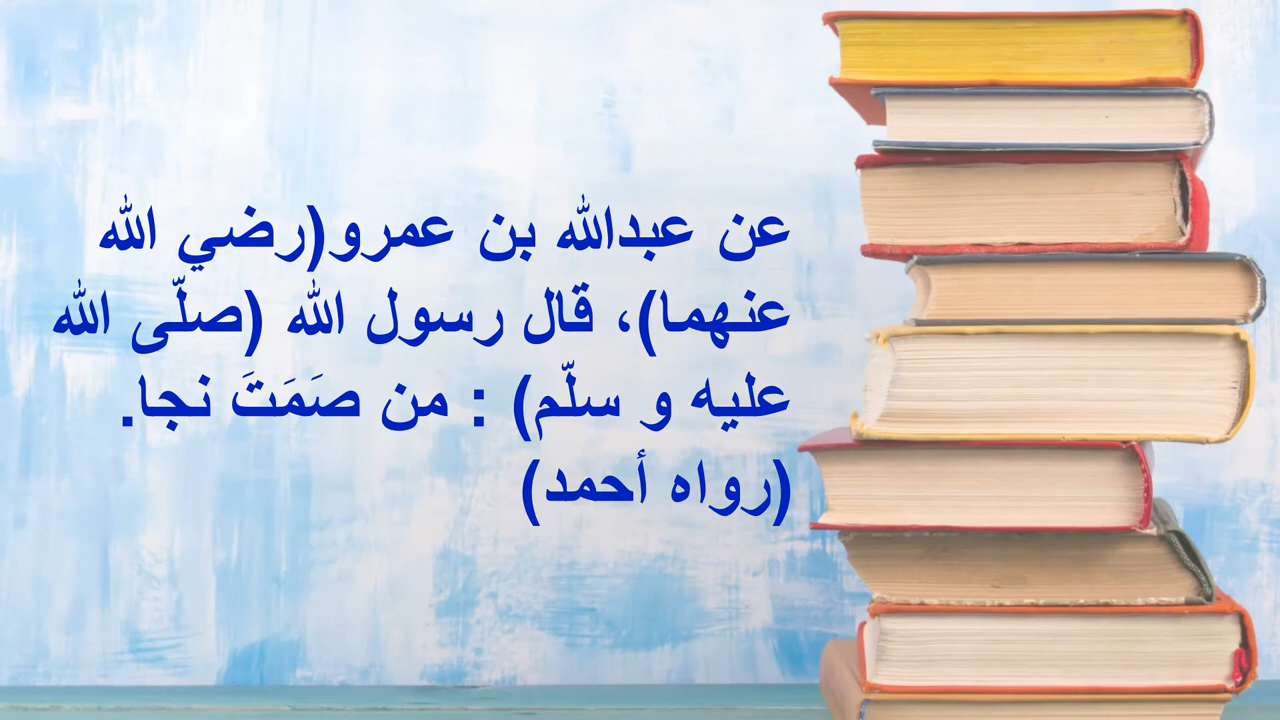 عن عبدالله بن عمرو(رضي الله
عنهما)، قال رسول الله (صلّى الله
عليه و سلّم) : من صَمَتَ نجا.
(رواه أحمد)